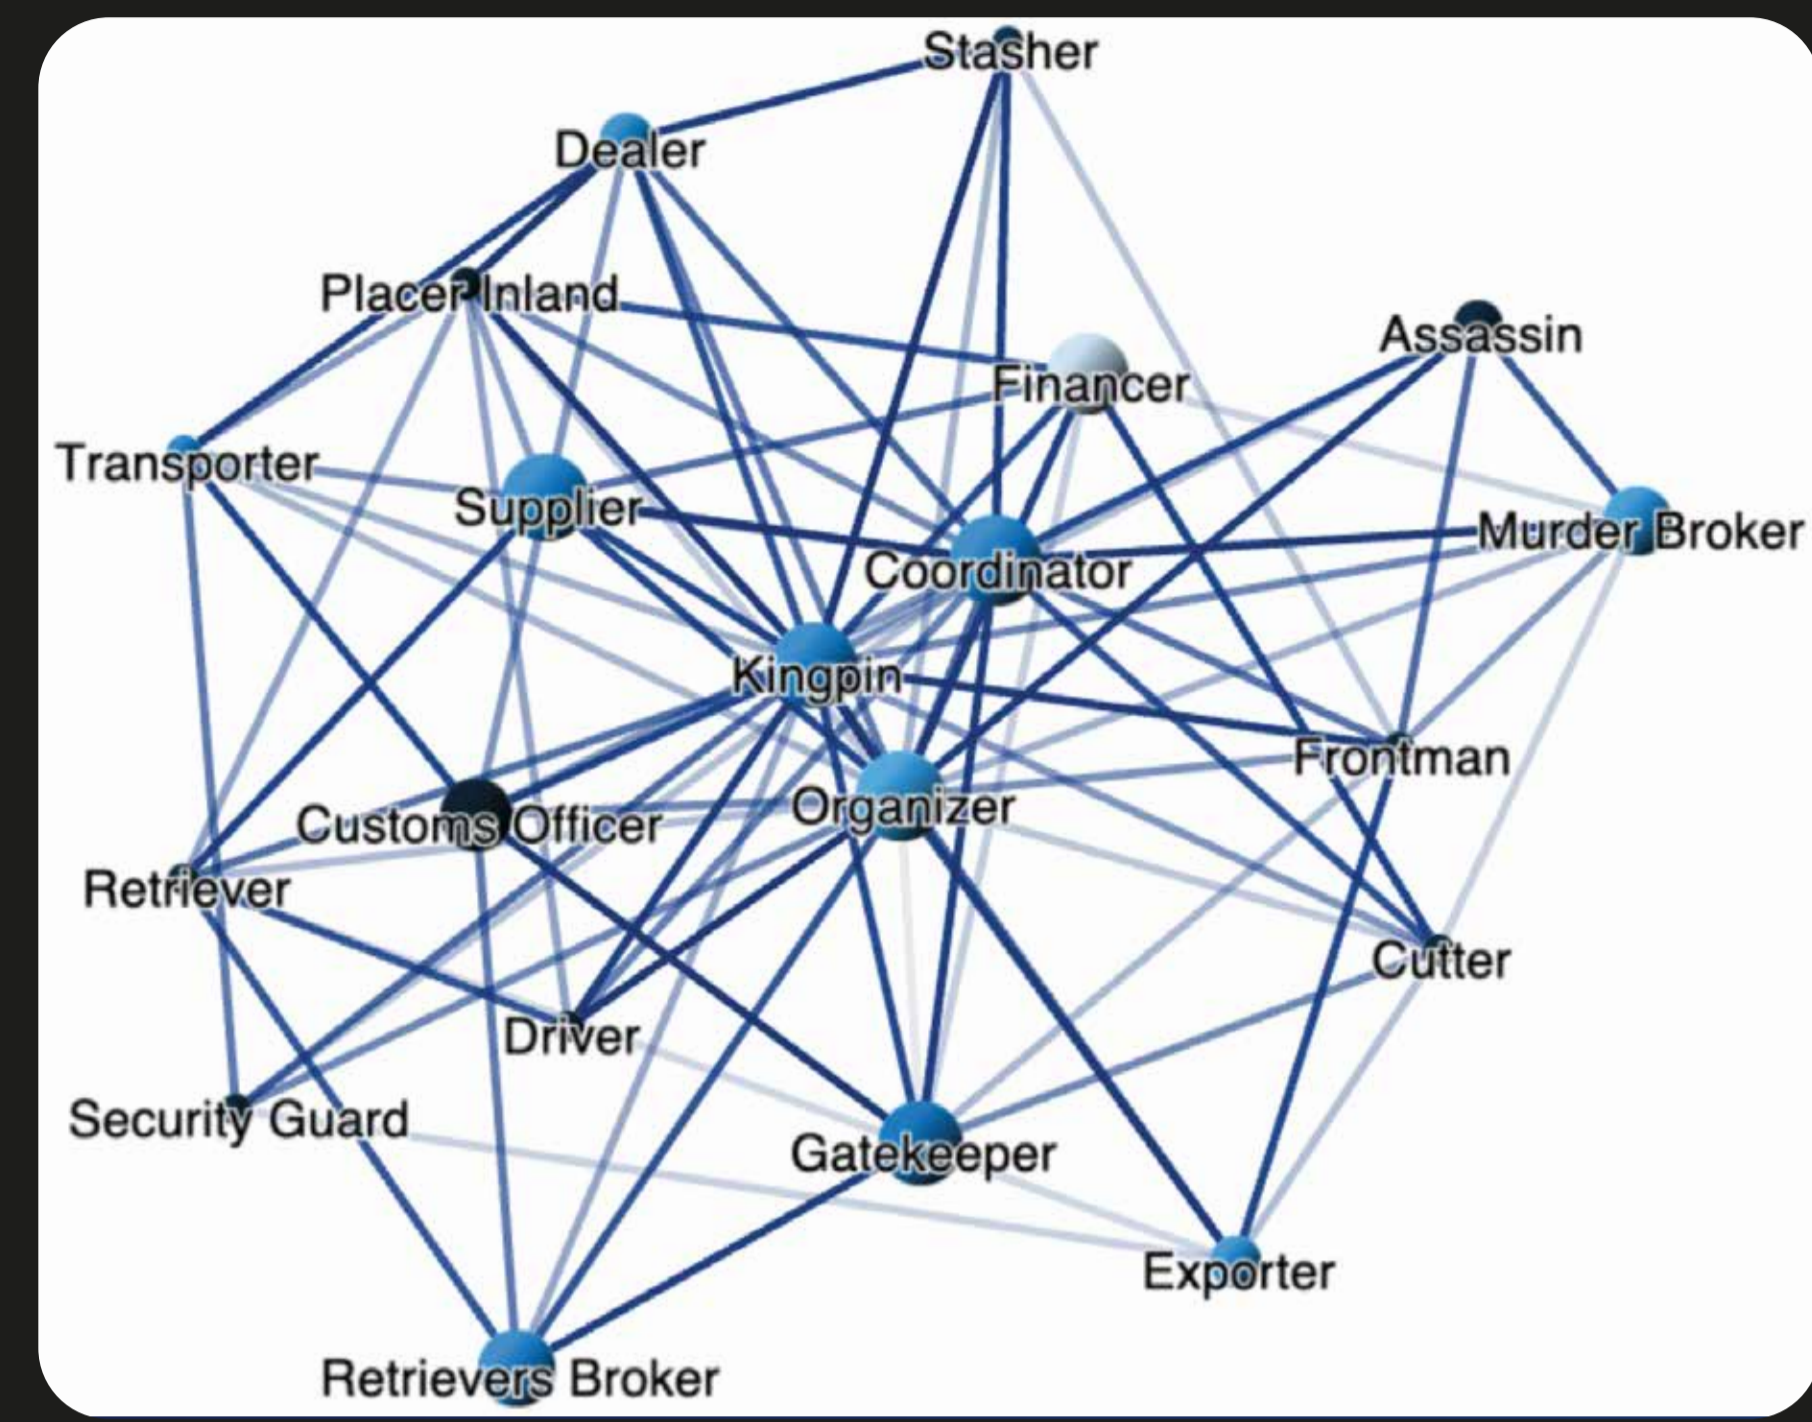 Stasher
Dealer
Placer Inland
Assassin
Financer
Transporter
Supplier
Murder Broker
Coordinator
Kingpin
Frontman
Organizer
Customs Officer
Retriever
Cutter
Driver
Security Guard
Gatekeeper
Exporter
Retrievers Broker